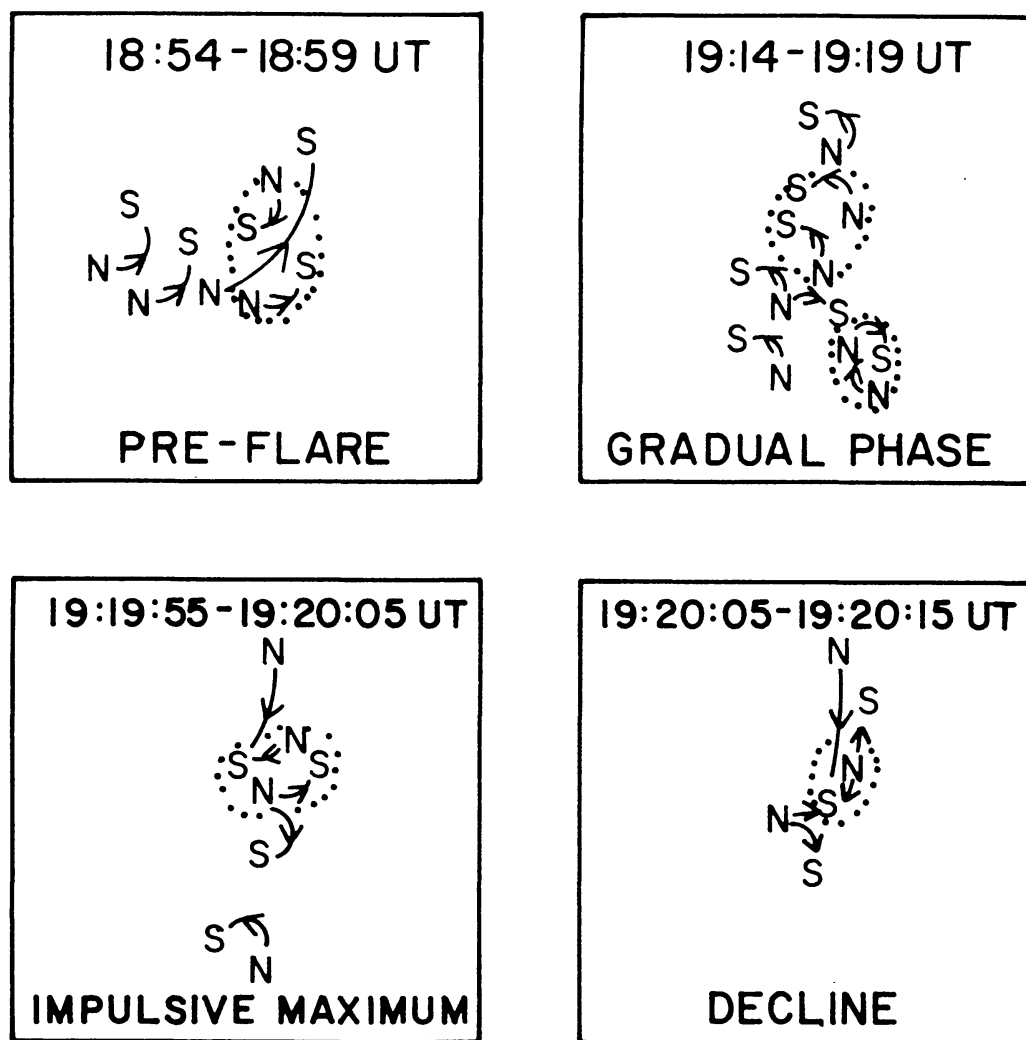 18:54-18:59 UT
S
N
S
S
S
S
N
N
N
N
PRE-FLARE
19:14-19:19 UT
S
N
S
N
S
S
N
N
S
S
N
S
N
N
GRADUAL PHASE
19:19:55-19:20:05 UT
N
N
S
S
N
S
S
N
IMPULSIVE MAXIMUM
19:20:05-19:20:15 UT
N
S
N
S
N
S
DECLINE